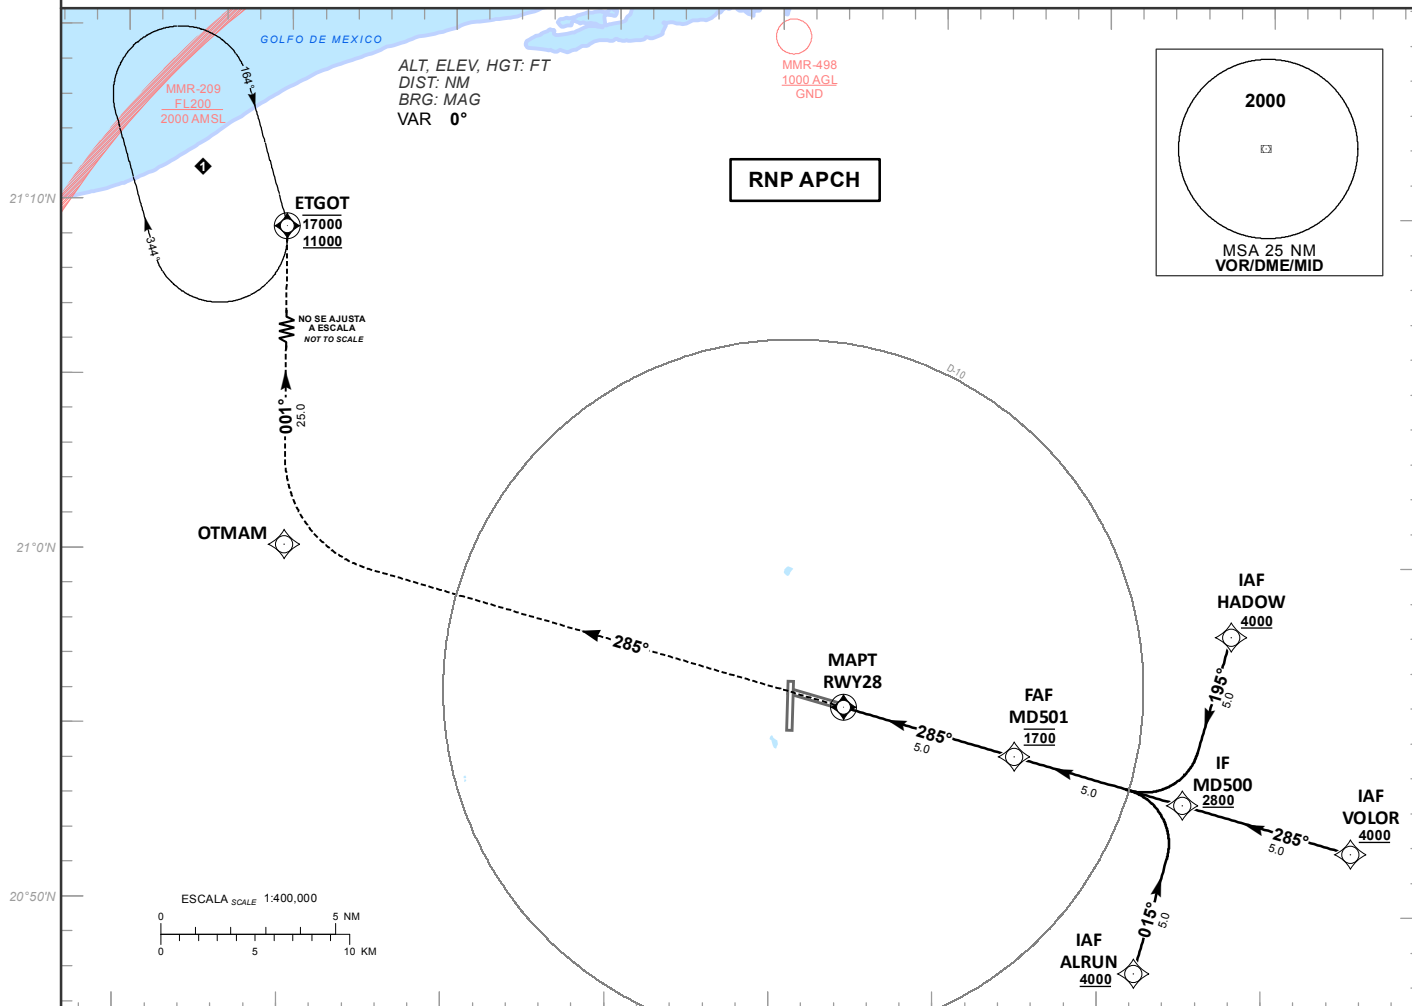 GOLFO DE MEXICO
MMR-209
FL200
2000 AMSL
164°
344°
1
ALT, ELEV, HGT: FT
DIST: NM
BRG: MAG
VAR 0°
MMR-498
1000 AGL
GND
RNP APCH
2000
MSA 25 NM
VOR/DME/MID
21°10'N
ETGOT
17000
11000
NO SE AJUSTA
A ESCALA
NOT TO SCALE
001°
25.0
D-10
OTMAM
21°0'N
285°
MAPT
RWY28
285°
5.0
FAF
MD501
1700
5.0
IAF
HADOW
4000
195°
5.0
IF
MD500
2800
285°
5.0
IAF
VOLOR
4000
015°
5.0
IAF
ALRUN
4000
20°50'N
ESCALA SCALE 1:400,000
0 5 NM
0 5 10 KM